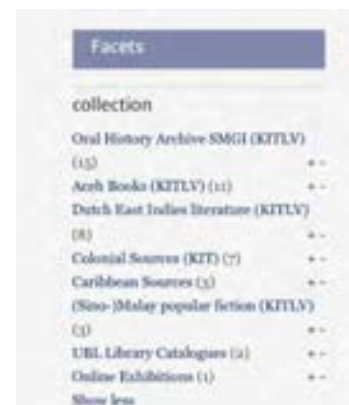 Facets
collection
Oral History Archive SMGI (KITLV)
(15) + -
Aceh Books (KITLV) (11) + -
Dutch East Indies literature (KITLV)
(8) + -
Colonial Sources (KIT) (7) + -
Caribbean Sources (3) + -
(Sino-)Malay popular fiction (KITLV)
(3) + -
UBL Library Catalogues (2) + -
Online Exhibitions (1) + -
Show less